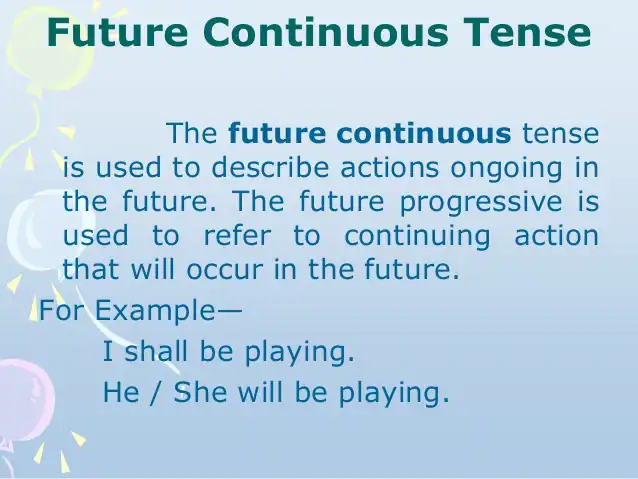 Future Continuous Tense
The future continuous tense
is used to describe actions ongoing in
the future. The future progressive is
used to refer to continuing action
that will occur in the future.
For Example—
I shall be playing.
He / She will be playing.